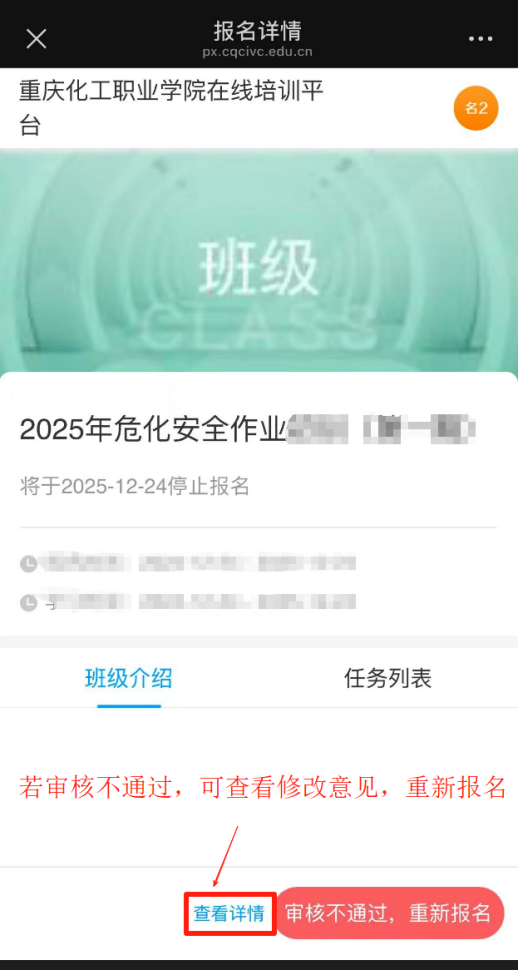 报名详情
px.cqcivc.edu.cn
重庆化工职业学院在线培训平
台
名2
班级
CLASS
2025年危化安全作业
将于2025-12-24停止报名
班级介绍
任务列表
若审核不通过，可查看修改意见，重新报名
查看详情
审核不通过，重新报名